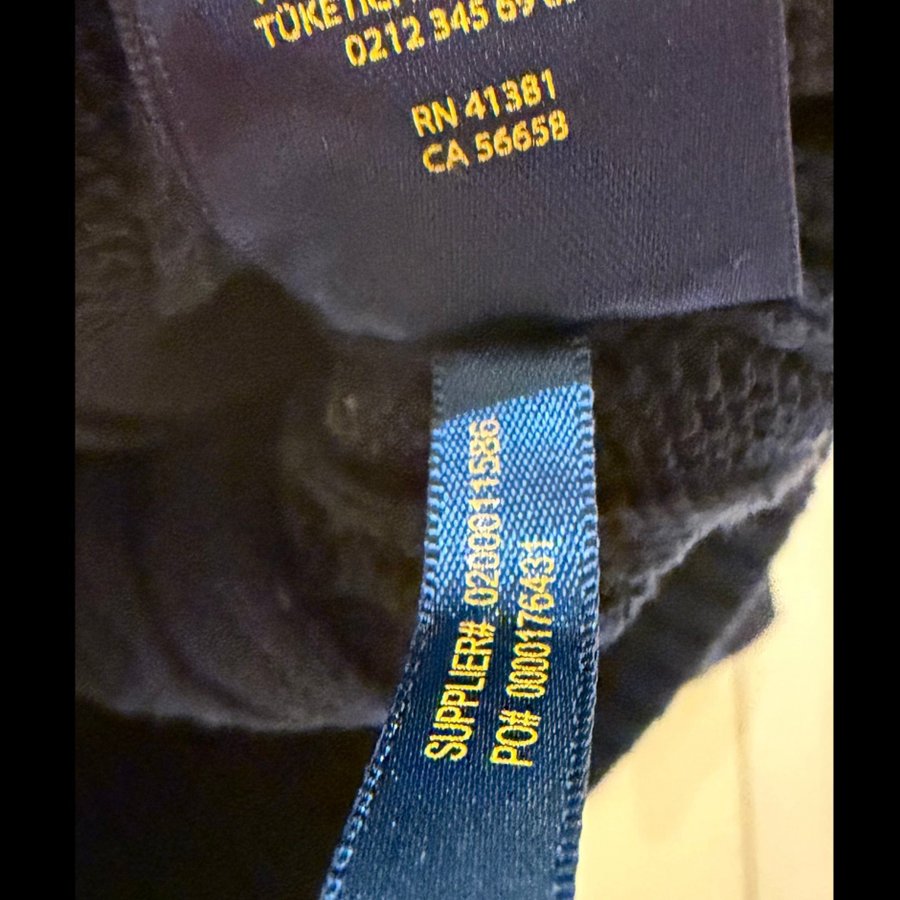 0212 345 69
RN 41381
CA 56658
SUPPLIER# 0200011586
PO# 0000176431